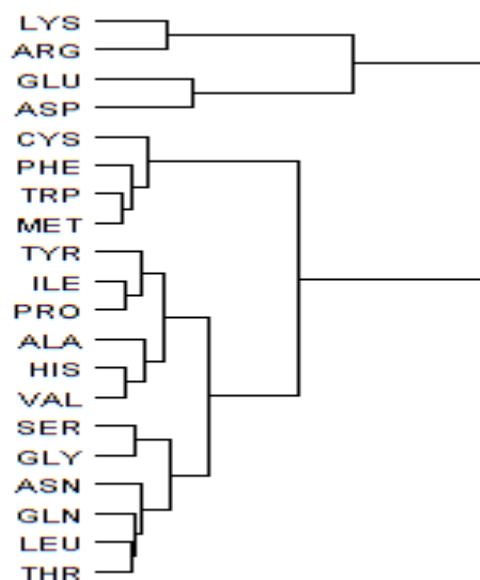 LYS
ARG
GLU
ASP
CYS
PHE
TRP
MET
TYR
ILE
PRO
ALA
HIS
VAL
SER
GLY
ASN
GLN
LEU
THR